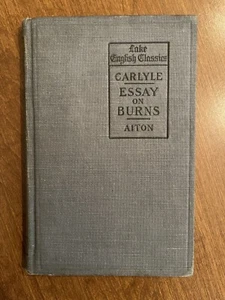 Lake
English Classics
CARLYLE
ESSAY
ON
BURNS
AITON